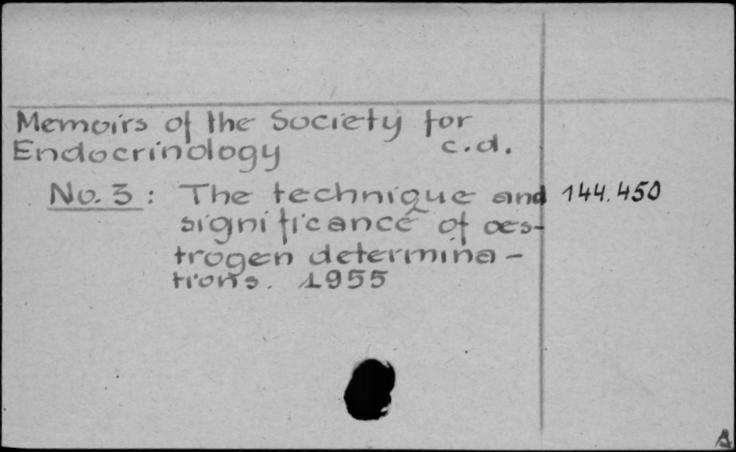 Memoirs of the Society for
Endocrinology c.d.
No. 3 : The technique and 144.450
significance of oes-
trogen determina-
tions. 1955
A